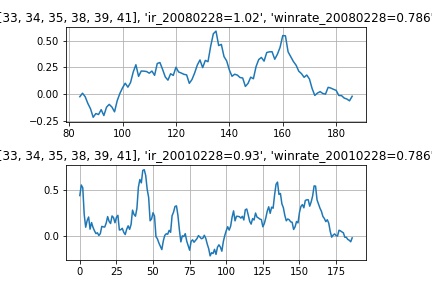 [33, 34, 35, 38, 39, 41], 'ir_20080228=1.02', 'winrate_20080228=0.786'
0.50
0.25
0.00
−0.25
80 100 120 140 160 180
[33, 34, 35, 38, 39, 41], 'ir_20010228=0.93', 'winrate_20010228=0.786'
0.5
0.0
0 25 50 75 100 125 150 175